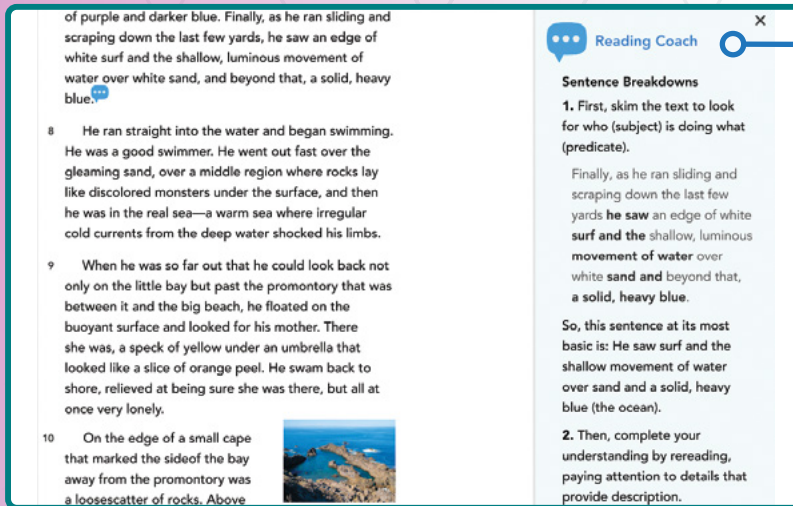 of purple and darker blue. Finally, as he ran sliding and
scraping down the last few yards, he saw an edge of
white surf and the shallow, luminous movement of
water over white sand, and beyond that, a solid, heavy
blue.
8 He ran straight into the water and began swimming.
He was a good swimmer. He went out fast over the
gleaming sand, over a middle region where rocks lay
like discolored monsters under the surface, and then
he was in the real sea—a warm sea where irregular
cold currents from the deep water shocked his limbs.
9 When he was so far out that he could look back not
only on the little bay but past the promontory that was
between it and the big beach, he floated on the
buoyant surface and looked for his mother. There
she was, a speck of yellow under an umbrella that
looked like a slice of orange peel. He swam back to
shore, relieved at being sure she was there, but all at
once very lonely.
10 On the edge of a small cape
that marked the sideof the bay
away from the promontory was
a loosescatter of rocks. Above
×
Reading Coach
Sentence Breakdowns
1. First, skim the text to look
for who (subject) is doing what
(predicate).
Finally, as he ran sliding and
scraping down the last few
yards he saw an edge of white
surf and the shallow, luminous
movement of water over
white sand and beyond that,
a solid, heavy blue.
So, this sentence at its most
basic is: He saw surf and the
shallow movement of water
over sand and a solid, heavy
blue (the ocean).
2. Then, complete your
understanding by rereading,
paying attention to details that
provide description.